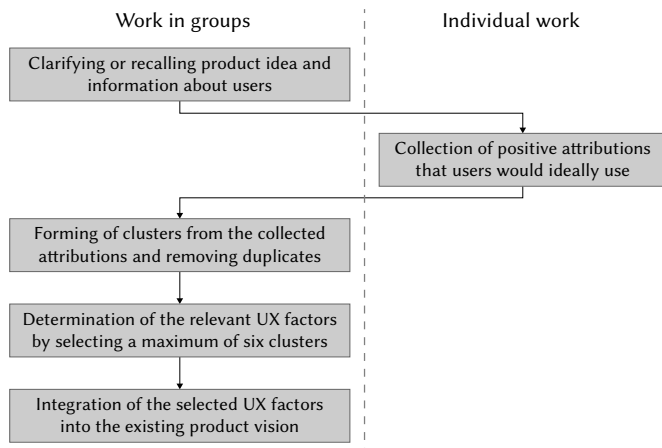 Work in groups
Individual work
Clarifying or recalling product idea and
information about users
Collection of positive attributions
that users would ideally use
Forming of clusters from the collected
attributions and removing duplicates
Determination of the relevant UX factors
by selecting a maximum of six clusters
Integration of the selected UX factors
into the existing product vision